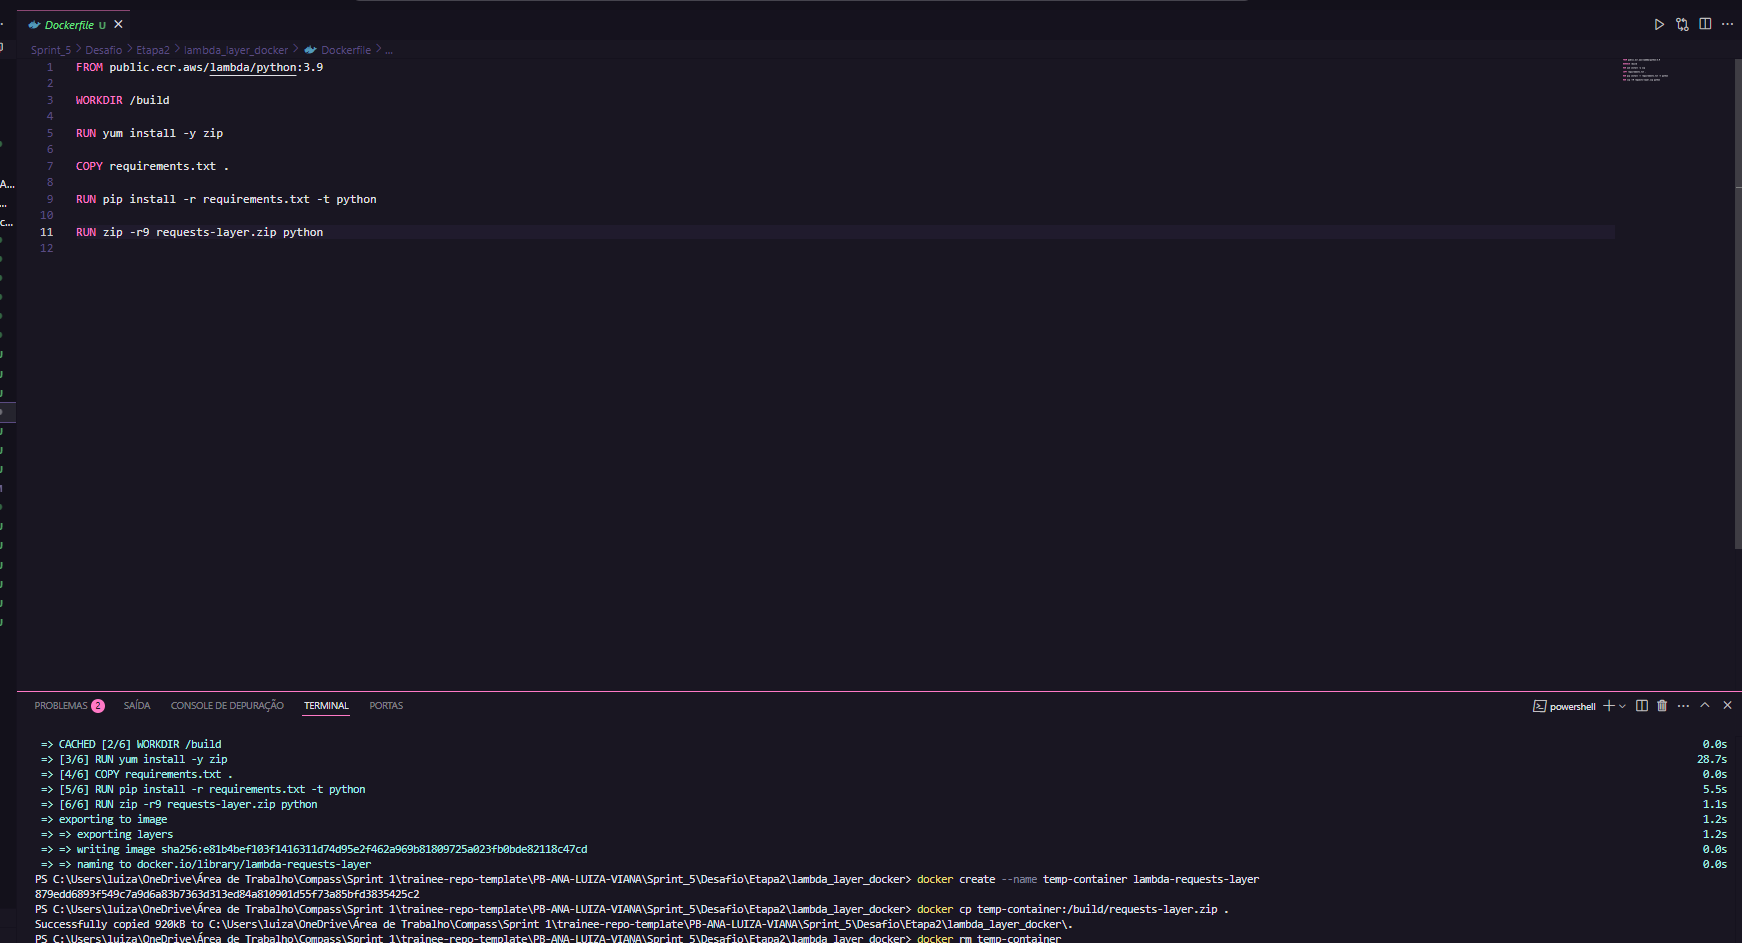 Dockerfile U
Sprint_5 > Desafio > Etapa2 > lambda_layer_docker > Dockerfile > ...
1 FROM public.ecr.aws/lambda/python:3.9
2
3 WORKDIR /build
4
5 RUN yum install -y zip
6
7 COPY requirements.txt .
8
9 RUN pip install -r requirements.txt -t python
10
11 RUN zip -r9 requests-layer.zip python
12
A...
...
c...
PROBLEMAS 2 SAÍDA CONSOLE DE DEPURAÇÃO TERMINAL PORTAS
powershell
=> CACHED [2/6] WORKDIR /build 0.0s
=> [3/6] RUN yum install -y zip 28.7s
=> [4/6] COPY requirements.txt . 0.0s
=> [5/6] RUN pip install -r requirements.txt -t python 5.5s
=> [6/6] RUN zip -r9 requests-layer.zip python 1.1s
=> exporting to image 1.2s
=> => exporting layers 1.2s
=> => writing image sha256:e81b4bef103f1416311d74d95e2f462a969b81809725a023fb0bde82118c47cd 0.0s
=> => naming to docker.io/library/lambda-requests-layer 0.0s
PS C:\Users\luiza\OneDrive\Área de Trabalho\Compass\Sprint 1\trainee-repo-template\PB-ANA-LUIZA-VIANA\Sprint_5\Desafio\Etapa2\lambda_layer_docker> docker create --name temp-container lambda-requests-layer
879edd6893f549c7a9d6a83b7363d313ed84a810901d55f73a85bfd3835425c2
PS C:\Users\luiza\OneDrive\Área de Trabalho\Compass\Sprint 1\trainee-repo-template\PB-ANA-LUIZA-VIANA\Sprint_5\Desafio\Etapa2\lambda_layer_docker> docker cp temp-container:/build/requests-layer.zip .
Successfully copied 920kB to C:\Users\luiza\OneDrive\Área de Trabalho\Compass\Sprint 1\trainee-repo-template\PB-ANA-LUIZA-VIANA\Sprint_5\Desafio\Etapa2\lambda_layer_docker\.
PS C:\Users\luiza\OneDrive\Área de Trabalho\Compass\Sprint 1\trainee-repo-template\PB-ANA-LUIZA-VIANA\Sprint_5\Desafio\Etapa2\lambda_layer_docker> docker rm temp-container